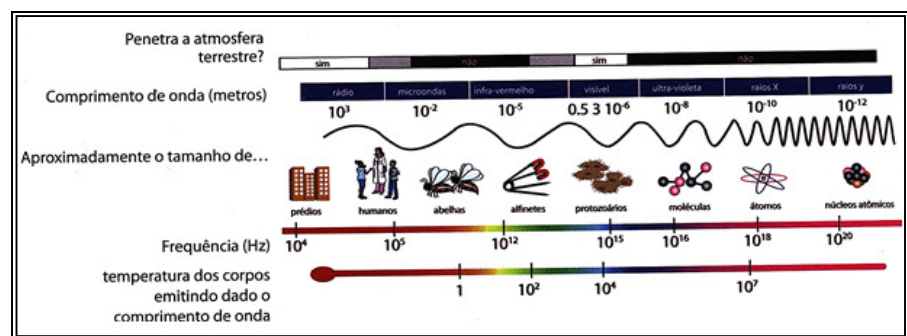 Penetra a atmosfera
terrestre?
sim não sim não
Comprimento de onda (metros)
rádio microondas infra-vermelho visível ultra-violeta raios X raios y
10³ 10⁻² 10⁻⁵ 0.5 3 10⁻⁶ 10⁻⁸ 10⁻¹⁰ 10⁻¹²
Aproximadamente o tamanho de...
prédios humanos abelhas alfinetes protozoários moléculas átomos núcleos atômicos
Frequência (Hz)
10⁴ 10⁵ 10¹² 10¹⁵ 10¹⁶ 10¹⁸ 10²⁰
temperatura dos corpos
emitindo dado o
comprimento de onda
1 10² 10⁴ 10⁷